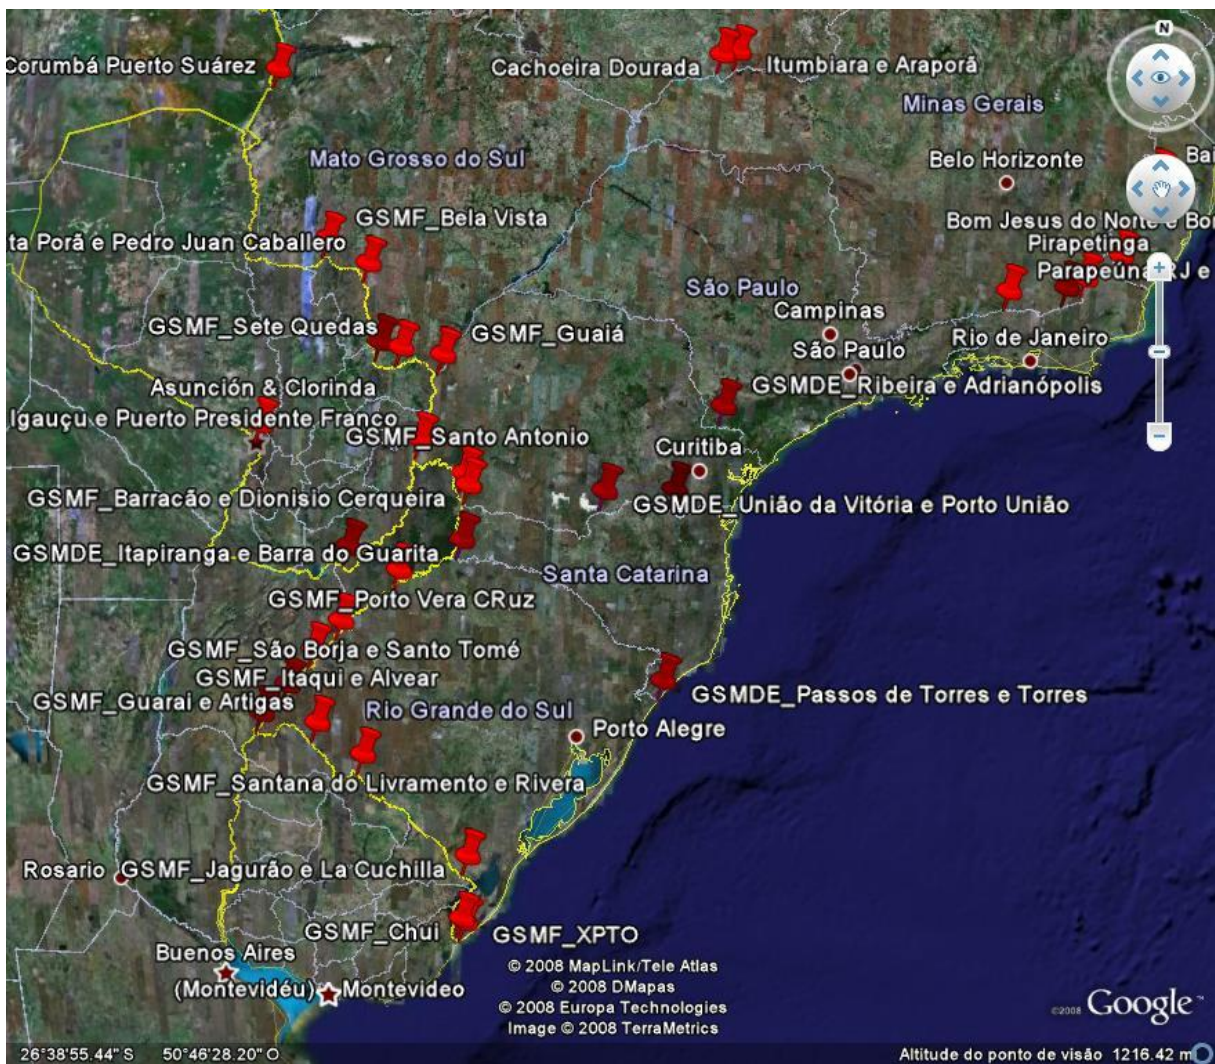 N
Corumbá Puerto Suárez
Cachoeira Dourada
Itumbiara e Araporã
Minas Gerais
Mato Grosso do Sul
Belo Horizonte
Bai
GSMF_Bela Vista
Bom Jesus do Norte e Bor
ta Porã e Pedro Juan Caballero
Pirapetinga
Parapeúna RJ e
São Paulo
Campinas
GSMF_Sete Quedas
GSMF_Guaiá
Rio de Janeiro
São Paulo
Asunción & Clorinda
GSMDE_Ribeira e Adrianópolis
Igauçu e Puerto Presidente Franco
GSMF_Santo Antonio
Curitiba
GSMF_Barracão e Dionisio Cerqueira
GSMDE_União da Vitória e Porto União
GSMDE_Itapiranga e Barra do Guarita
Santa Catarina
GSMF_Porto Vera CRuz
GSMF_São Borja e Santo Tomé
GSMF_Itaqui e Alvear
GSMF_Guarai e Artigas
GSMDE_Passos de Torres e Torres
Rio Grande do Sul
Porto Alegre
GSMF_Santana do Livramento e Rivera
Rosario
GSMF_Jagurão e La Cuchilla
GSMF_Chui
GSMF_XPTO
Buenos Aires
(Montevidéu)
Montevideo
© 2008 MapLink/Tele Atlas
© 2008 DMapas
© 2008 Europa Technologies
Image © 2008 TerraMetrics
©2008 Google™
26°38'55.44" S 50°46'28.20" O
Altitude do ponto de visão 1216.42 m